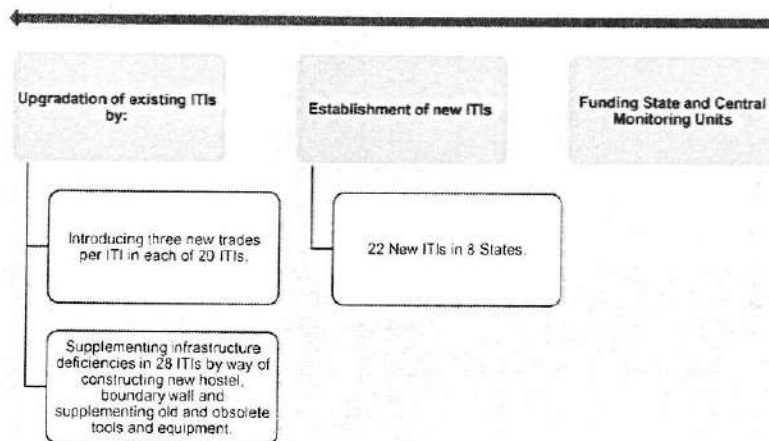 Upgradation of existing ITIs
by:
Establishment of new ITIs
Funding State and Central
Monitoring Units
Introducing three new trades
per ITI in each of 20 ITIs.
22 New ITIs in 8 States.
Supplementing infrastructure
deficiencies in 28 ITIs by way of
constructing new hostel,
boundary wall and
supplementing old and obsolete
tools and equipment.